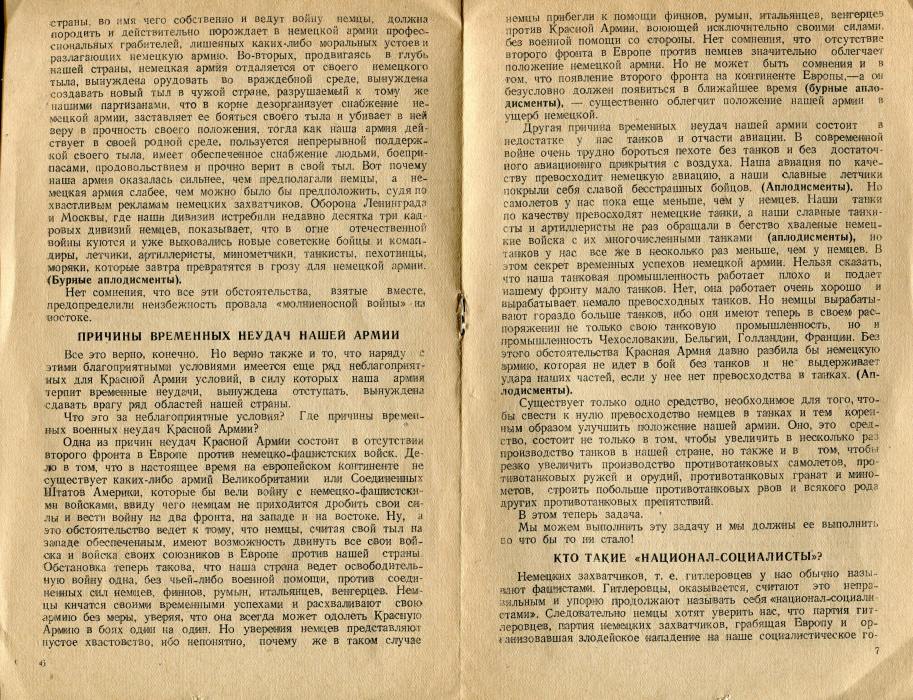 страны, во имя чего собственно и ведут войну немцы, должна
породить и действительно порождает в немецкой армии профес-
сиональных грабителей, лишенных каких-либо моральных устоев и
разлагающих немецкую армию. Во-вторых, продвигаясь в глубь
нашей страны, немецкая армия отдаляется от своего немецкого
тыла, вынуждена орудовать во враждебной среде, вынуждена
создавать новый тыл в чужой стране, разрушаемый к тому же
нашими партизанами, что в корне дезорганизует снабжение не-
мецкой армии, заставляет ее бояться своего тыла и убивает в ней
веру в прочность своего положения, тогда как наша армия дей-
ствует в своей родной среде, пользуется непрерывной поддерж-
кой своего тыла, имеет обеспеченное снабжение людьми, боепри-
пасами, продовольствием и прочно верит в свой тыл. Вот почему
наша армия оказалась сильнее, чем предполагали немцы, а не-
мецкая армия слабее, чем можно было бы предположить, судя по
хвастливым рекламам немецких захватчиков. Оборона Ленинграда
и Москвы, где наши дивизии истребили недавно десятка три кад-
ровых дивизий немцев, показывает, что в огне отечественной
войны куются и уже выковались новые советские бойцы и коман-
диры, летчики, артиллеристы, минометчики, танкисты, пехотинцы,
моряки, которые завтра превратятся в грозу для немецкой армии.
(Бурные аплодисменты).
Нет сомнения, что все эти обстоятельства, взятые вместе,
предопределили неизбежность провала «молниеносной войны» на
востоке.
ПРИЧИНЫ ВРЕМЕННЫХ НЕУДАЧ НАШЕЙ АРМИИ
Все это верно, конечно. Но верно также и то, что наряду с
этими благоприятными условиями имеется еще ряд неблагоприят-
ных для Красной Армии условий, в силу которых наша армия
терпит временные неудачи, вынуждена отступать, вынуждена
сдавать врагу ряд областей нашей страны.
Что это за неблагоприятные условия? Где причины времен-
ных военных неудач Красной Армии?
Одна из причин неудач Красной Армии состоит в отсутствии
второго фронта в Европе против немецко-фашистских войск. Де-
ло в том, что в настоящее время на европейском континенте не
существует каких-либо армий Великобритании или Соединенных
Штатов Америки, которые бы вели войну с немецко-фашистски-
ми войсками, ввиду чего немцам не приходится дробить свои си-
лы и вести войну на два фронта, на западе и на востоке. Ну, а
это обстоятельство ведет к тому, что немцы, считая свой тыл на
западе обеспеченным, имеют возможность двинуть все свои вой-
ска и войска своих союзников в Европе против нашей страны.
Обстановка теперь такова, что наша страна ведет освободитель-
ную войну одна, без чьей-либо военной помощи, против соеди-
ненных сил немцев, финнов, румын, итальянцев, венгерцев. Нем-
цы кичатся своими временными успехами и расхваливают свою
армию без меры, уверяя, что она всегда может одолеть Красную
Армию в боях один на один. Но уверения немцев представляют
пустое хвастовство, ибо непонятно, почему же в таком случае
6
немцы прибегли к помощи финнов, румын, итальянцев, венгерцев
против Красной Армии, воюющей исключительно своими силами,
без военной помощи со стороны. Нет сомнения, что отсутствие
второго фронта в Европе против немцев значительно облегчает
положение немецкой армии. Но не может быть сомнения и в
том, что появление второго фронта на континенте Европы,—а он
безусловно должен появиться в ближайшее время (бурные апло-
дисменты), — существенно облегчит положение нашей армии в
ущерб немецкой.
Другая причина временных неудач нашей армии состоит в
недостатке у нас танков и отчасти авиации. В современной
войне очень трудно бороться пехоте без танков и без достаточ-
ного авиационного прикрытия с воздуха. Наша авиация по каче-
ству превосходит немецкую авиацию, а наши славные летчики
покрыли себя славой бесстрашных бойцов. (Аплодисменты). Но
самолетов у нас пока еще меньше, чем у немцев. Наши танки
по качеству превосходят немецкие танки, а наши славные танки-
сты и артиллеристы не раз обращали в бегство хваленые немец-
кие войска с их многочисленными танками (аплодисменты), но
танков у нас все же в несколько раз меньше, чем у немцев. В
этом секрет временных успехов немецкой армии. Нельзя сказать,
что наша танковая промышленность работает плохо и подает
нашему фронту мало танков. Нет, она работает очень хорошо и
вырабатывает немало превосходных танков. Но немцы вырабаты-
вают гораздо больше танков, ибо они имеют теперь в своем рас-
поряжении не только свою танковую промышленность, но и
промышленность Чехословакии, Бельгии, Голландии, Франции. Без
этого обстоятельства Красная Армия давно разбила бы немецкую
армию, которая не идет в бой без танков и не выдерживает
удара наших частей, если у нее нет превосходства в танках. (Ап-
лодисменты).
Существует только одно средство, необходимое для того, что-
бы свести к нулю превосходство немцев в танках и тем корен-
ным образом улучшить положение нашей армии. Оно, это сред-
ство, состоит не только в том, чтобы увеличить в несколько раз
производство танков в нашей стране, но также и в том, чтобы
резко увеличить производство противотанковых самолетов, про-
тивотанковых ружей и орудий, противотанковых гранат и мино-
метов, строить побольше противотанковых рвов и всякого рода
других противотанковых препятствий.
В этом теперь задача.
Мы можем выполнить эту задачу и мы должны ее выполнить
во что бы то ни стало!
КТО ТАКИЕ «НАЦИОНАЛ-СОЦИАЛИСТЫ»?
Немецких захватчиков, т. е. гитлеровцев у нас обычно назы-
вают фашистами. Гитлеровцы, оказывается, считают это непра-
вильным и упорно продолжают называть себя «национал-социали-
стами». Следовательно немцы хотят уверить нас, что партия гит-
леровцев, партия немецких захватчиков, грабящая Европу и ор-
ганизовавшая злодейское нападение на наше социалистическое го-
7